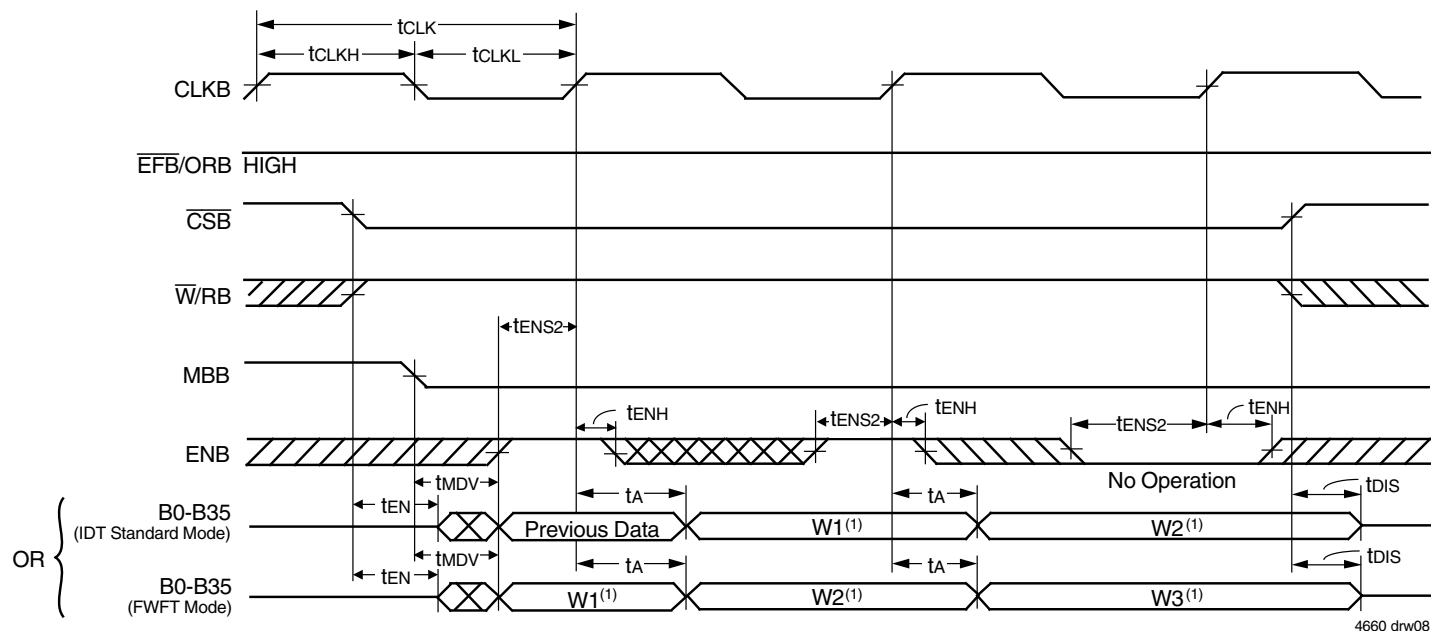 tCLK
tCLKH tCLKL
CLKB
EFB/ORB HIGH
CSB
W/RB
tENS2
MBB
tENH tENS2 tENH tENS2 tENH
ENB
No Operation
tMDV
tEN tA tA tDIS
B0-B35
(IDT Standard Mode)
Previous Data W1(1) W2(1)
OR
tMDV
tEN tA tA tDIS
B0-B35
(FWFT Mode)
W1(1) W2(1) W3(1)
4660 drw08